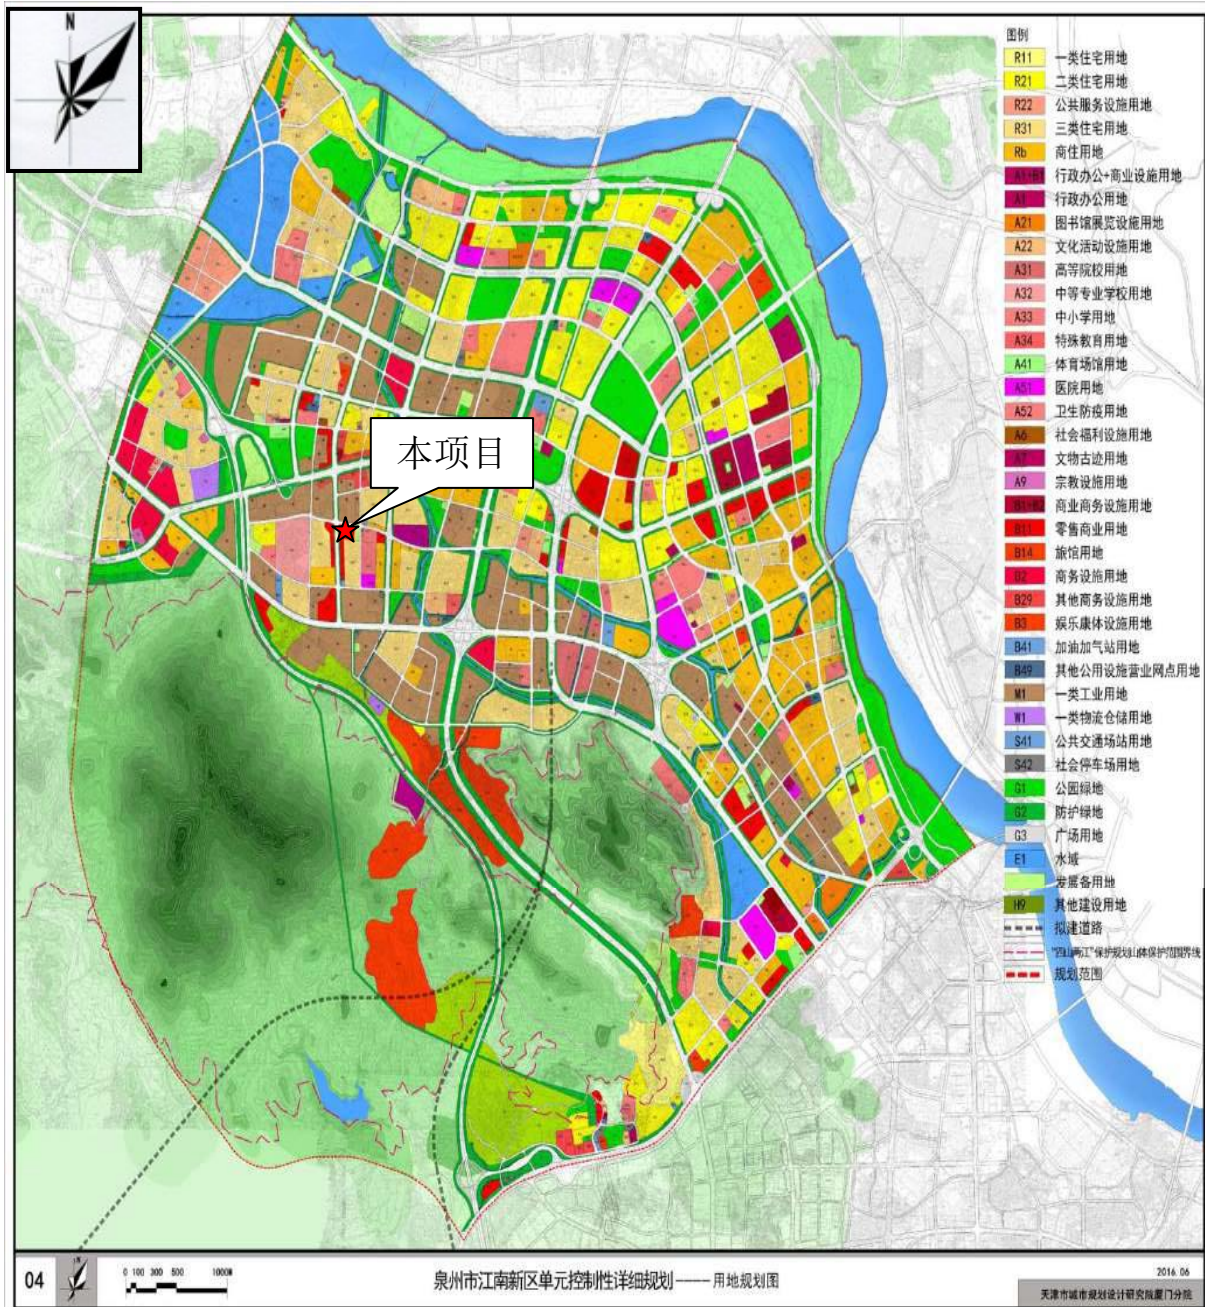 N
图例
R11 一类住宅用地
R21 二类住宅用地
R22 公共服务设施用地
R31 三类住宅用地
Rb 商住用地
A1+B1 行政办公+商业设施用地
A1 行政办公用地
A21 图书馆展览设施用地
A22 文化活动设施用地
A31 高等院校用地
A32 中等专业学校用地
A33 中小学用地
A34 特殊教育用地
A41 体育场馆用地
A51 医院用地
A52 卫生防疫用地
A6 社会福利设施用地
A7 文物古迹用地
A9 宗教设施用地
B1+B2 商业商务设施用地
B11 零售商业用地
B14 旅馆用地
B2 商务设施用地
B29 其他商务设施用地
B3 娱乐康体设施用地
B41 加油加气站用地
B49 其他公用设施营业网点用地
M1 一类工业用地
W1 一类物流仓储用地
S41 公共交通场站用地
S42 社会停车场用地
G1 公园绿地
G2 防护绿地
G3 广场用地
E1 水域
发展备用地
H9 其他建设用地
拟建道路
"四山两江"保护规划山体保护范围界线
规划范围
本项目
04
N
0 100 300 500 1000M
泉州市江南新区单元控制性详细规划——用地规划图
2016.06
天津市城市规划设计研究院厦门分院